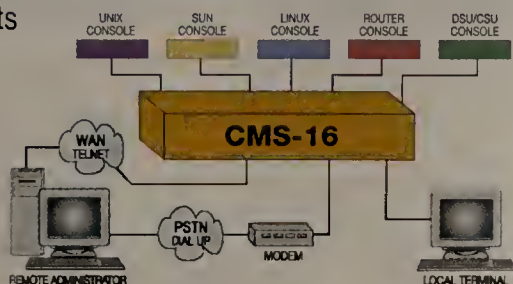 ts
UNIX
CONSOLE
SUN
CONSOLE
LINUX
CONSOLE
ROUTER
CONSOLE
DSU/CSU
CONSOLE
CMS-16
WAN
TELNET
PSTN
DIAL UP
MODEM
REMOTE ADMINISTRATOR
LOCAL TERMINAL